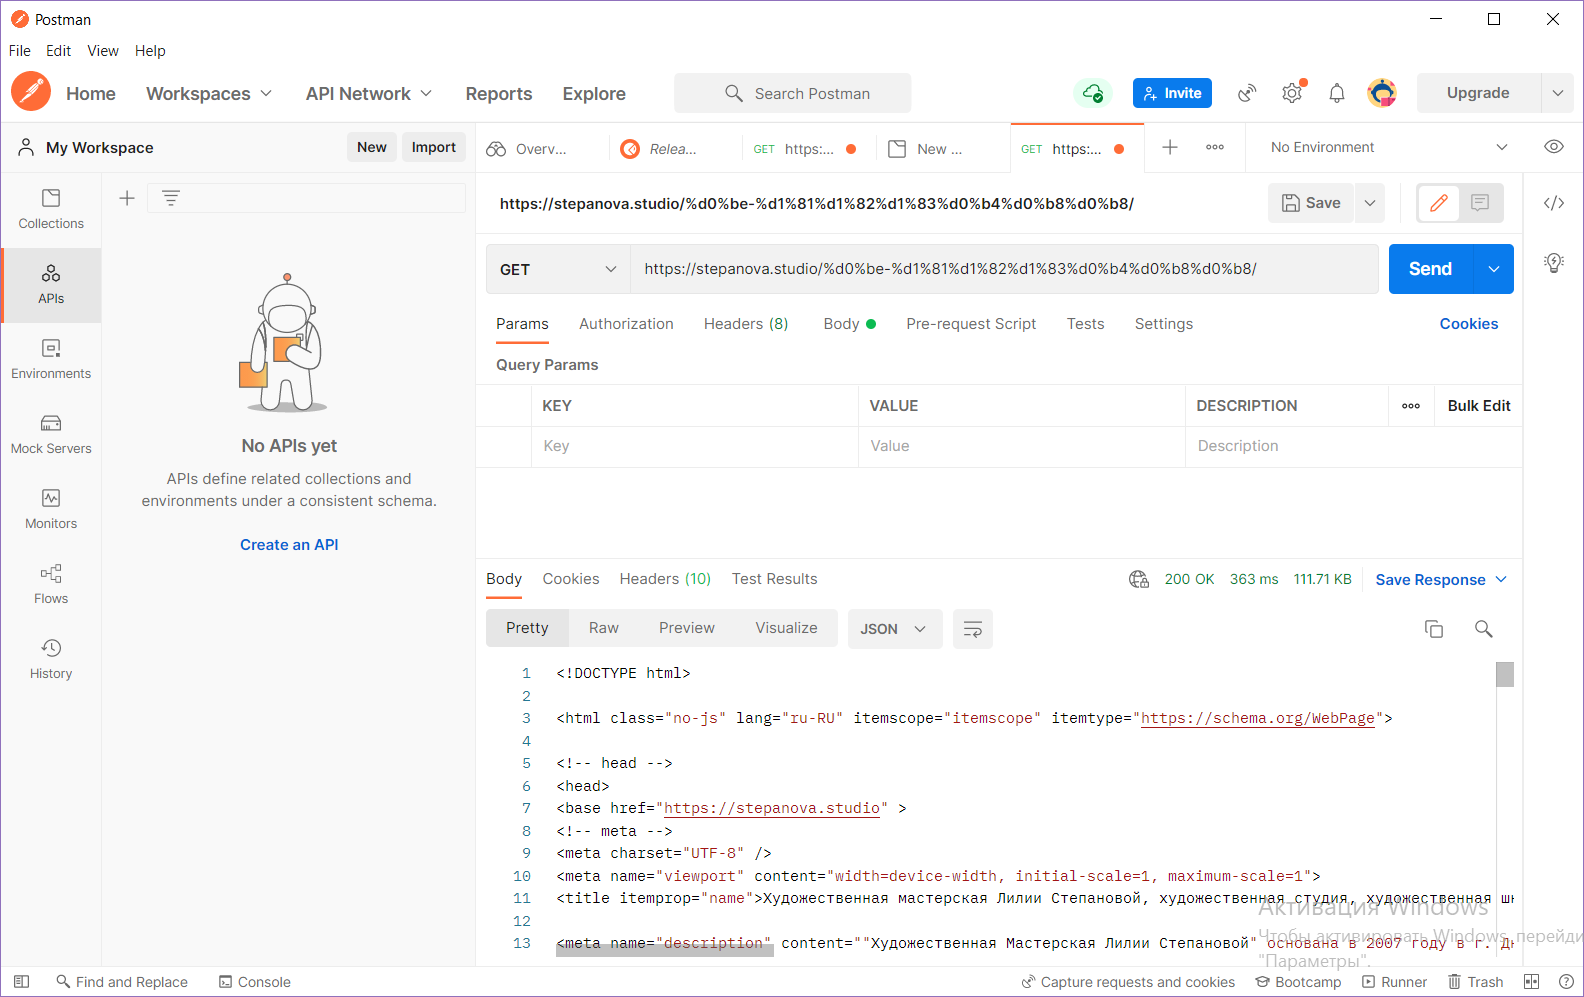 Postman
File Edit View Help
Home Workspaces API Network Reports Explore Search Postman Invite Upgrade
My Workspace New Import
Overv... Relea... GET https:... New ... GET https:... No Environment
https://stepanova.studio/%d0%be-%d1%81%d1%82%d1%83%d0%b4%d0%b8%d0%b8/ Save
GET https://stepanova.studio/%d0%be-%d1%81%d1%82%d1%83%d0%b4%d0%b8%d0%b8/ Send
Collections
APIs
Environments
Mock Servers
Monitors
Flows
History
No APIs yet
APIs define related collections and
environments under a consistent schema.
Create an API
Params Authorization Headers (8) Body Pre-request Script Tests Settings Cookies
Query Params
KEY VALUE DESCRIPTION Bulk Edit
Key Value Description
Body Cookies Headers (10) Test Results 200 OK 363 ms 111.71 KB Save Response
Pretty Raw Preview Visualize JSON
1 <!DOCTYPE html>
2
3 <html class="no-js" lang="ru-RU" itemscope="itemscope" itemtype="https://schema.org/WebPage">
4
5 <!-- head -->
6 <head>
7 <base href="https://stepanova.studio" >
8 <!-- meta -->
9 <meta charset="UTF-8" />
10 <meta name="viewport" content="width=device-width, initial-scale=1, maximum-scale=1">
11 <title itemprop="name">Художественная мастерская Лилии Степановой, художественная студия, художественная
12
13 <meta name="description" content=""Художественная Мастерская Лилии Степановой" основана в 2007 году в г.
Активация Windows
Чтобы активировать Windows, перейди
"Параметры".
Find and Replace Console Capture requests and cookies Bootcamp Runner Trash